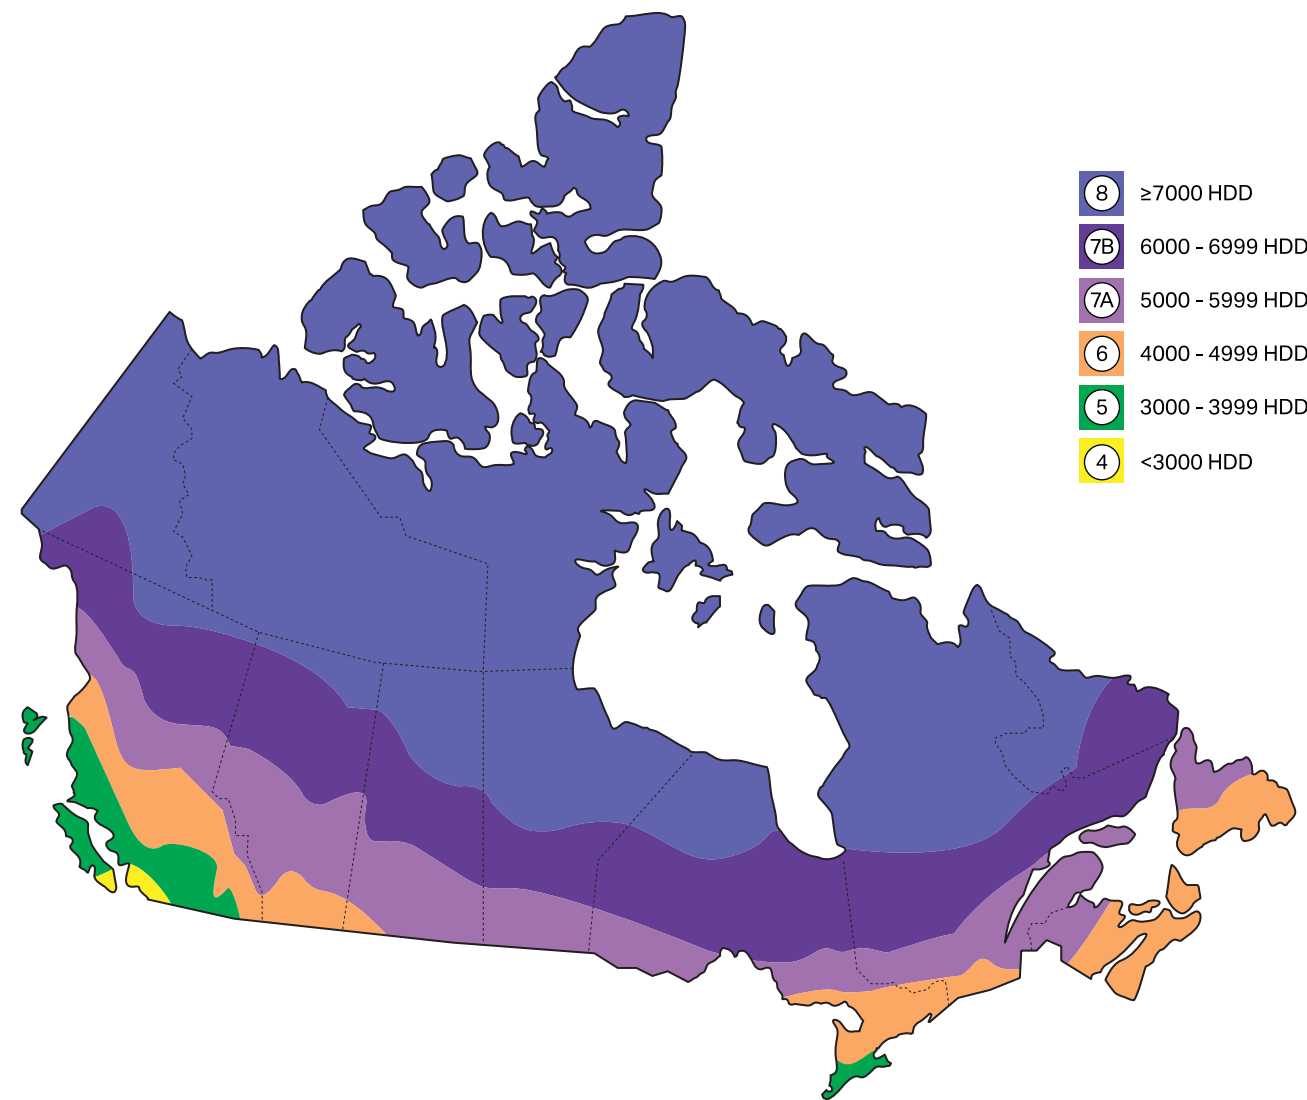 8 ≥7000 HDD
7B 6000 - 6999 HDD
7A 5000 - 5999 HDD
6 4000 - 4999 HDD
5 3000 - 3999 HDD
4 <3000 HDD